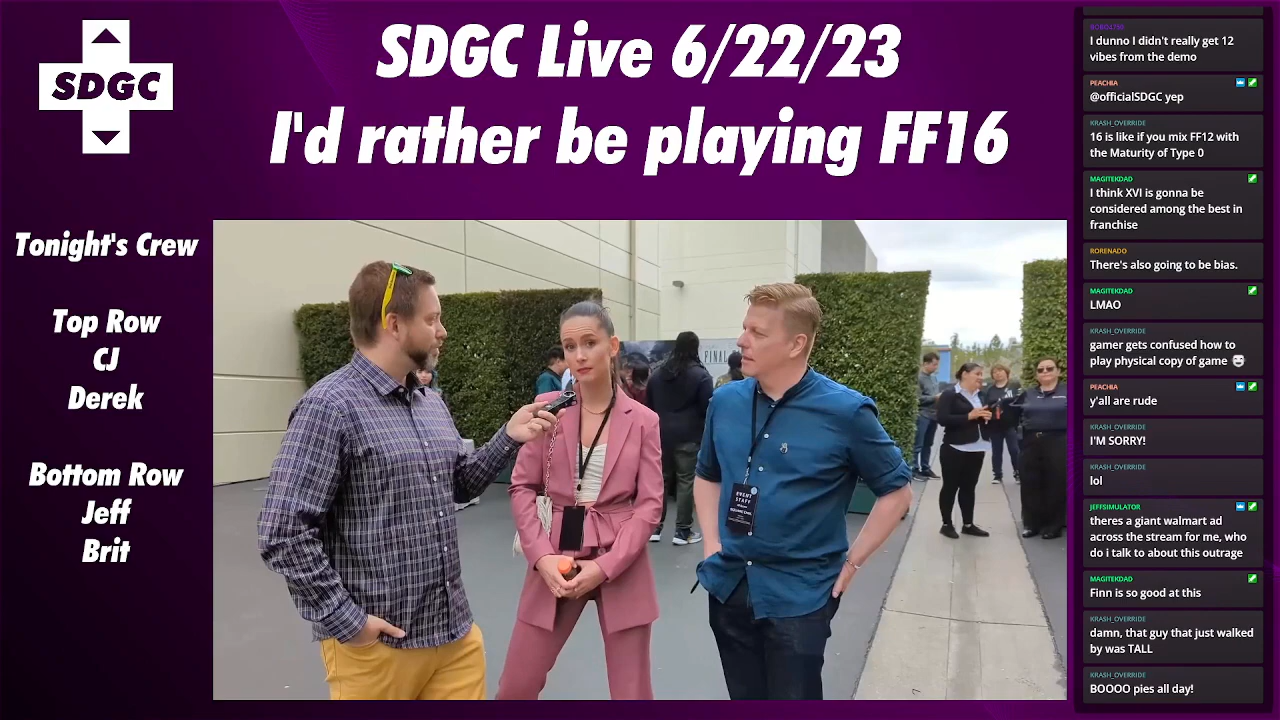 SDGC
SDGC Live 6/22/23
I'd rather be playing FF16
Tonight's Crew
Top Row
CJ
Derek
Bottom Row
Jeff
Brit
FINAL
EVENT
STAFF
I dunno I didn't really get 12
vibes from the demo
PEACHIA
@officialSDGC yep
KRASH_OVERRIDE
16 is like if you mix FF12 with
the Maturity of Type 0
MAGITEKDAD
I think XVI is gonna be
considered among the best in
franchise
RORENADO
There's also going to be bias.
MAGITEKDAD
LMAO
KRASH_OVERRIDE
gamer gets confused how to
play physical copy of game
PEACHIA
y'all are rude
KRASH_OVERRIDE
I'M SORRY!
KRASH_OVERRIDE
lol
JEFFSIMULATOR
theres a giant walmart ad
across the stream for me, who
do i talk to about this outrage
MAGITEKDAD
Finn is so good at this
KRASH_OVERRIDE
damn, that guy that just walked
by was TALL
KRASH_OVERRIDE
BOOOO pies all day!